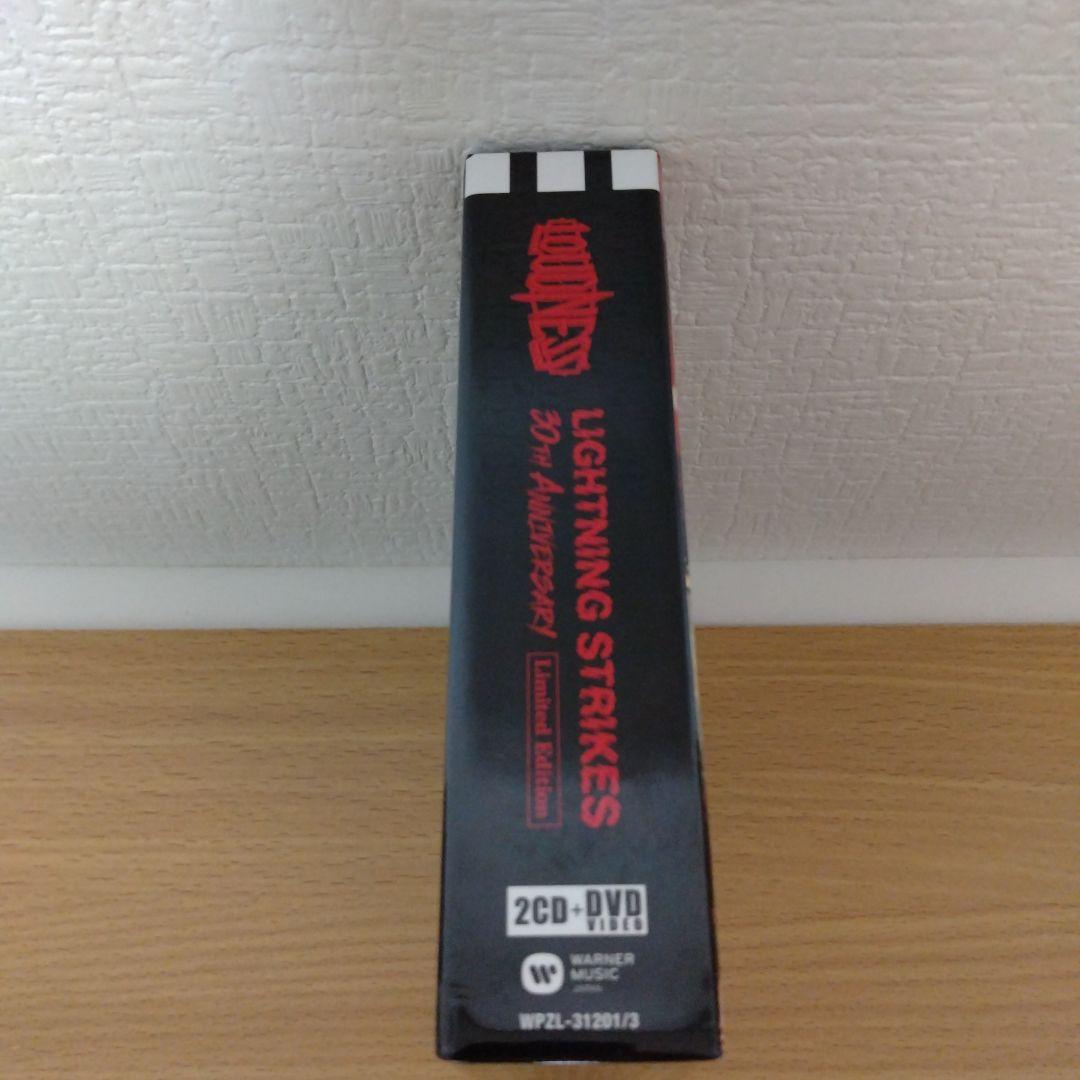 LOUDNESS
LIGHTNING STRIKES
30TH ANNIVERSARY
Limited Edition
2CD+DVD
VIDEO
WARNER
MUSIC
JAPAN
WPZL-31201/3